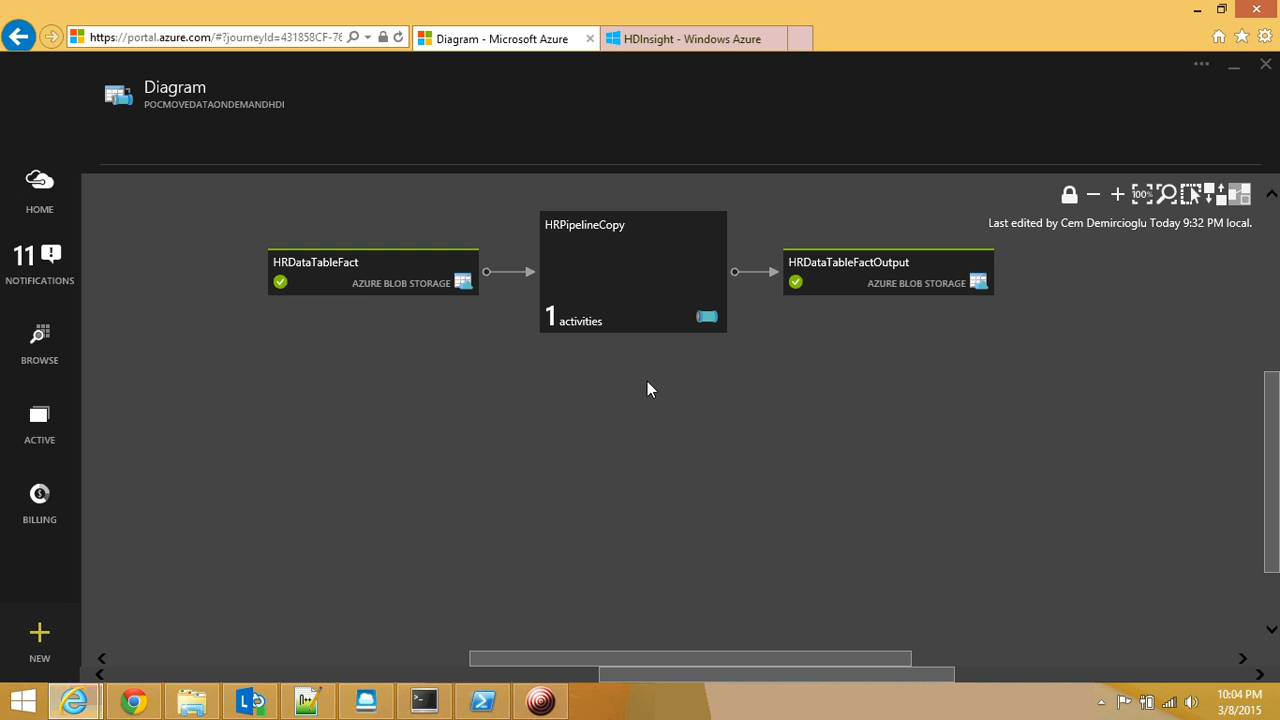 https://portal.azure.com/#?journeyId=431858CF-76
Diagram - Microsoft Azure
HDInsight - Windows Azure
Diagram
POCMOVEDATAONDEMANDHDI
HOME
11
NOTIFICATIONS
BROWSE
ACTIVE
BILLING
NEW
100%
Last edited by Cem Demircioglu Today 9:32 PM local.
HRDataTableFact
AZURE BLOB STORAGE
HRPipelineCopy
1 activities
HRDataTableFactOutput
AZURE BLOB STORAGE
10:04 PM
3/8/2015